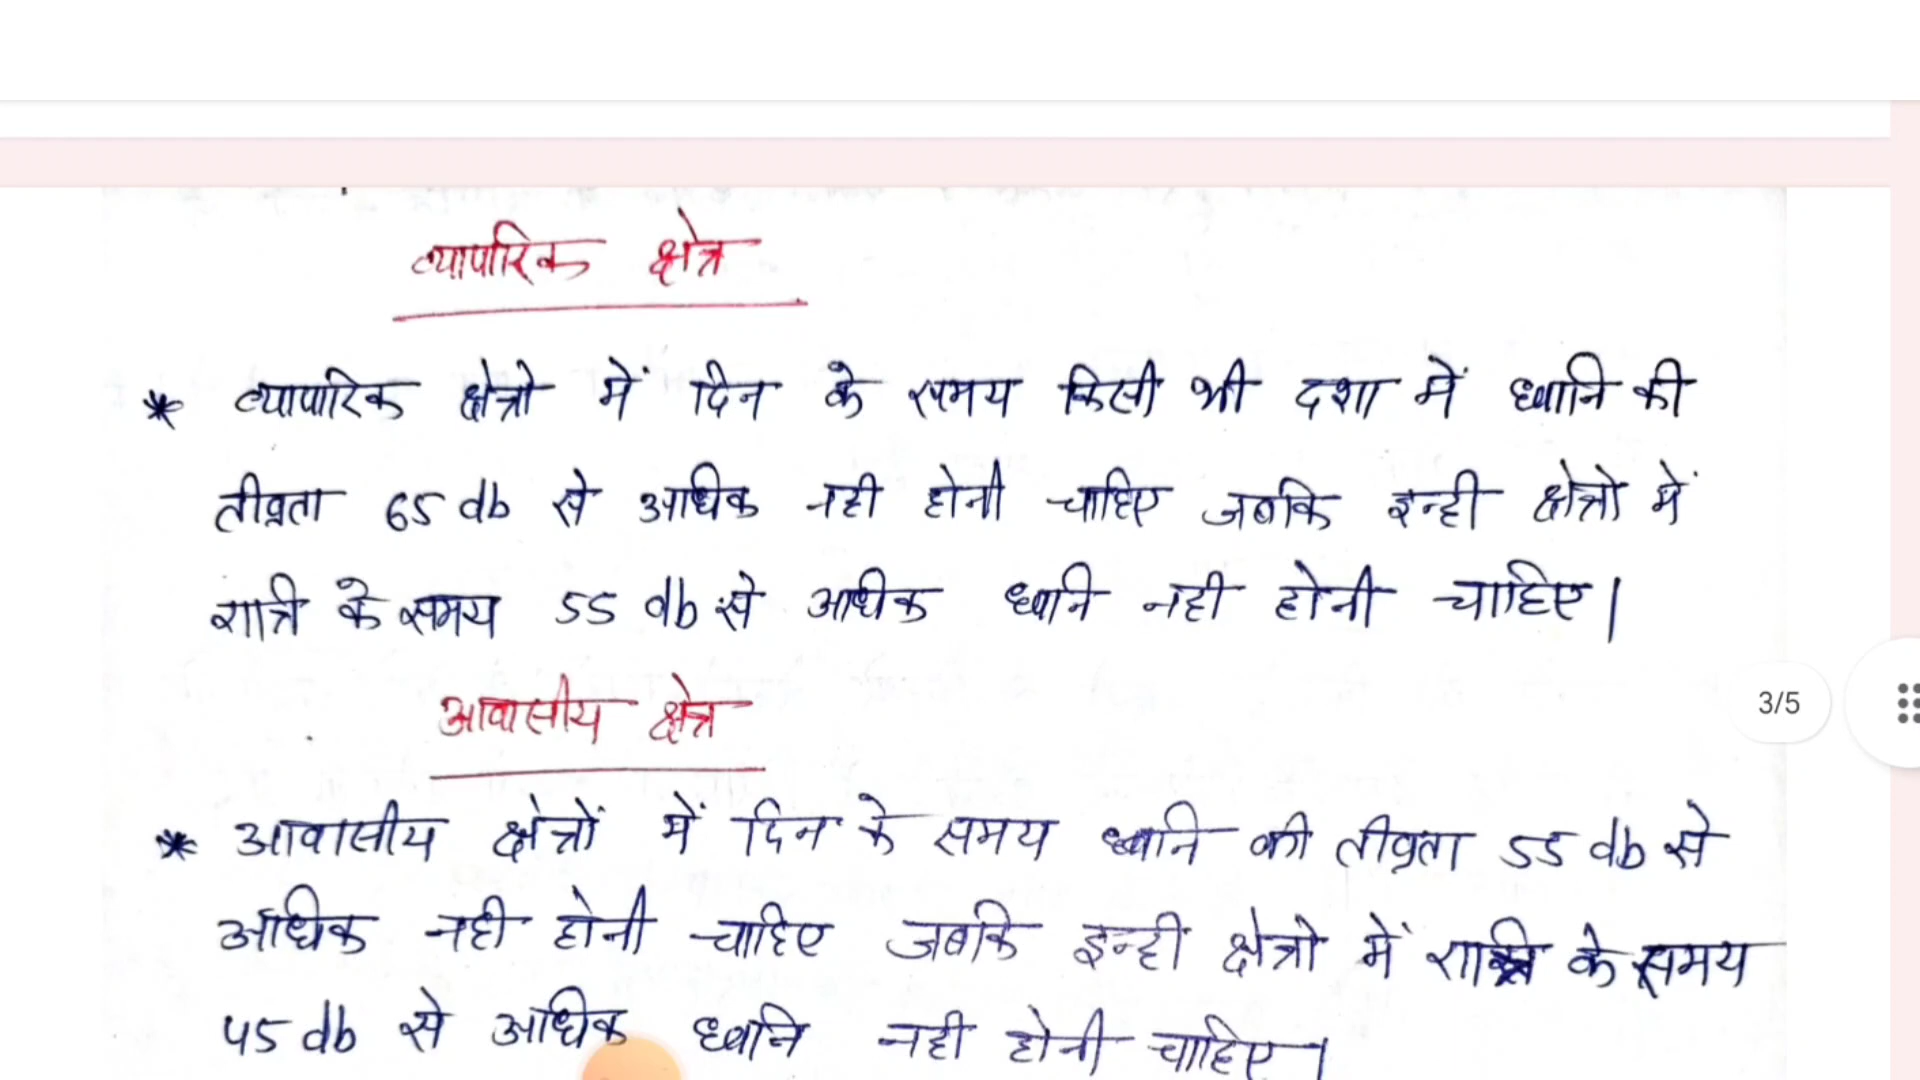 व्यापारिक क्षेत्र
* व्यापारिक क्षेत्रो में दिन के समय किसी भी दशा में ध्वनि की
तीव्रता 65 db से अधिक नही होनी चाहिए जबकि इन्ही क्षेत्रो में
रात्रि के समय 55 db से अधिक ध्वनि नही होनी चाहिए।
3/5
आवासीय क्षेत्र
* आवासीय क्षेत्रों में दिन के समय ध्वनि की तीव्रता 55 db से
अधिक नही होनी चाहिए जबकि इन्ही क्षेत्रो में रात्रि के समय
45 db से अधिक ध्वनि नही होनी चाहिए।